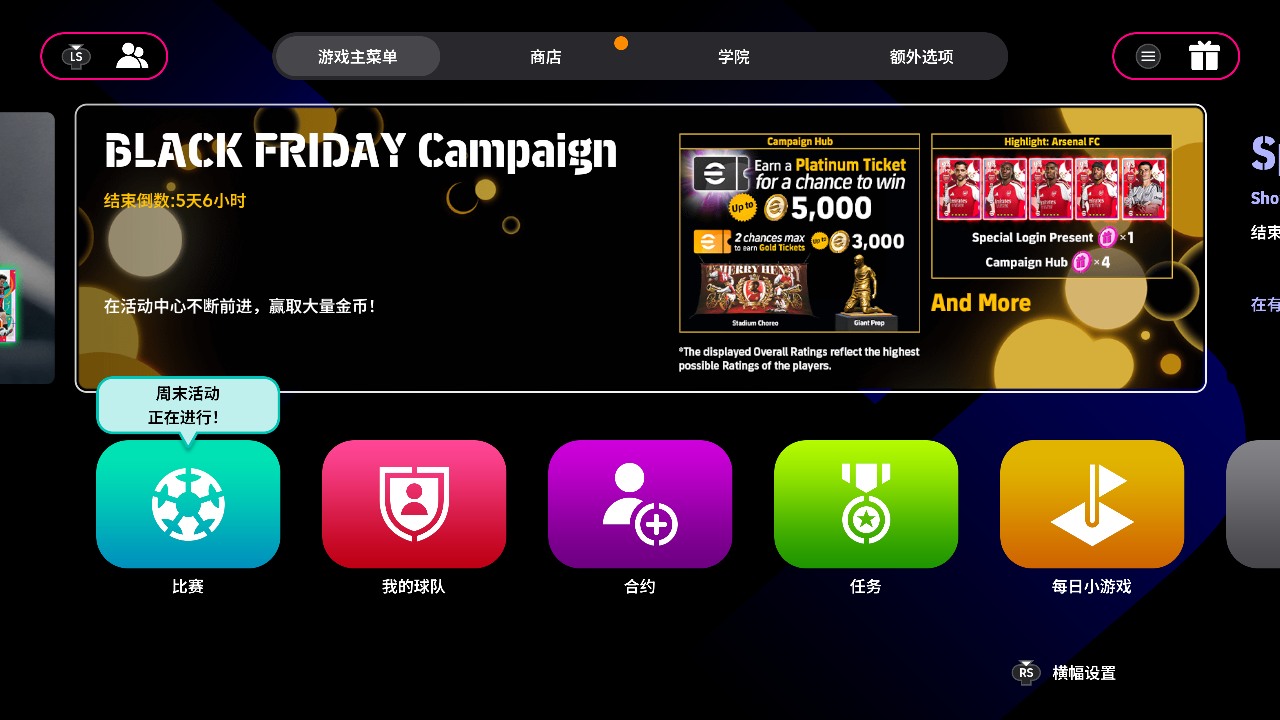 LS
游戏主菜单
商店
学院
额外选项
BLACK FRIDAY Campaign
结束倒数:5天6小时
在活动中心不断前进，赢取大量金币！
Campaign Hub
Earn a Platinum Ticket
for a chance to win
Up to 5,000
2 chances max
to earn Gold Tickets
Up to 3,000
THIERRY HENRY
Stadium Choreo
Giant Prop
Highlight: Arsenal FC
Special Login Present ×1
Campaign Hub ×4
And More
*The displayed Overall Ratings reflect the highest
possible Ratings of the players.
Sp
Sho
结束
在有
周末活动
正在进行！
比赛
我的球队
合约
任务
每日小游戏
RS
横幅设置